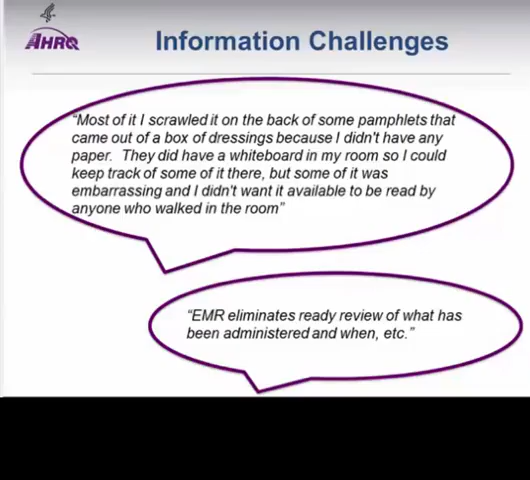 AHRQ
Information Challenges
“Most of it I scrawled it on the back of some pamphlets that
came out of a box of dressings because I didn't have any
paper. They did have a whiteboard in my room so I could
keep track of some of it there, but some of it was
embarrassing and I didn't want it available to be read by
anyone who walked in the room”
“EMR eliminates ready review of what has
been administered and when, etc.”